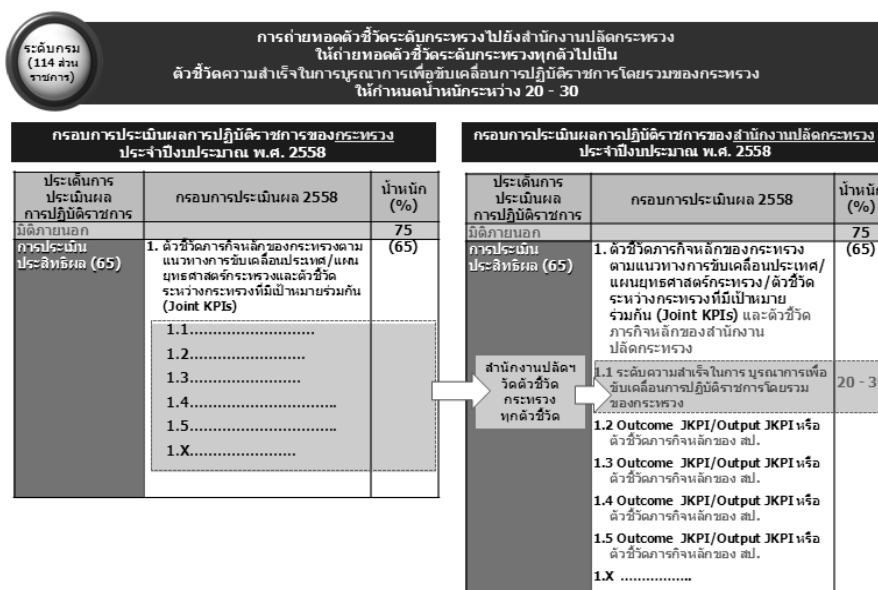 ระดับกรม
(114 ส่วน
ราชการ)
การถ่ายทอดตัวชี้วัดระดับกระทรวงไปยังสำนักงานปลัดกระทรวง
ให้ถ่ายทอดตัวชี้วัดระดับกระทรวงทุกตัวไปเป็น
ตัวชี้วัดความสำเร็จในการบูรณาการเพื่อขับเคลื่อนการปฏิบัติราชการโดยรวมของกระทรวง
ให้กำหนดน้ำหนักระหว่าง 20 - 30
กรอบการประเมินผลการปฏิบัติราชการของกระทรวง
ประจำปีงบประมาณ พ.ศ. 2558
ประเด็นการ
ประเมินผล
การปฏิบัติราชการ
กรอบการประเมินผล 2558
น้ำหนัก
(%)
มิติภายนอก
75
การประเมิน
ประสิทธิผล (65)
1. ตัวชี้วัดภารกิจหลักของกระทรวงตาม
แนวทางการขับเคลื่อนประเทศ/แผน
ยุทธศาสตร์กระทรวงและตัวชี้วัด
ระหว่างกระทรวงที่มีเป้าหมายร่วมกัน
(Joint KPIs)
(65)
1.1...........................
1.2.........................
1.3........................
1.4................................
1.5................................
1.X.......................
สำนักงานปลัดฯ
วัดตัวชี้วัด
กระทรวง
ทุกตัวชี้วัด
กรอบการประเมินผลการปฏิบัติราชการของสำนักงานปลัดกระทรวง
ประจำปีงบประมาณ พ.ศ. 2558
ประเด็นการ
ประเมินผล
การปฏิบัติราชการ
กรอบการประเมินผล 2558
(%)
มิติภายนอก
75
การประเมิน
ประสิทธิผล (65)
1. ตัวชี้วัดภารกิจหลักของกระทรวง
ตามแนวทางการขับเคลื่อนประเทศ/
แผนยุทธศาสตร์กระทรวง/ตัวชี้วัด
ระหว่างกระทรวงที่มีเป้าหมาย
ร่วมกัน (Joint KPIs) และตัวชี้วัด
ภารกิจหลักของสำนักงาน
ปลัดกระทรวง
(65)
1.1 ระดับความสำเร็จในการ บูรณาการเพื่อ
ขับเคลื่อนการปฏิบัติราชการโดยรวม
ของกระทรวง
20 - 3
1.2 Outcome JKPI/Output JKPI หรือ
ตัวชี้วัดภารกิจหลักของ สป.
1.3 Outcome JKPI/Output JKPI หรือ
ตัวชี้วัดภารกิจหลักของ สป.
1.4 Outcome JKPI/Output JKPI หรือ
ตัวชี้วัดภารกิจหลักของ สป.
1.5 Outcome JKPI/Output JKPI หรือ
ตัวชี้วัดภารกิจหลักของ สป.
1.X .................